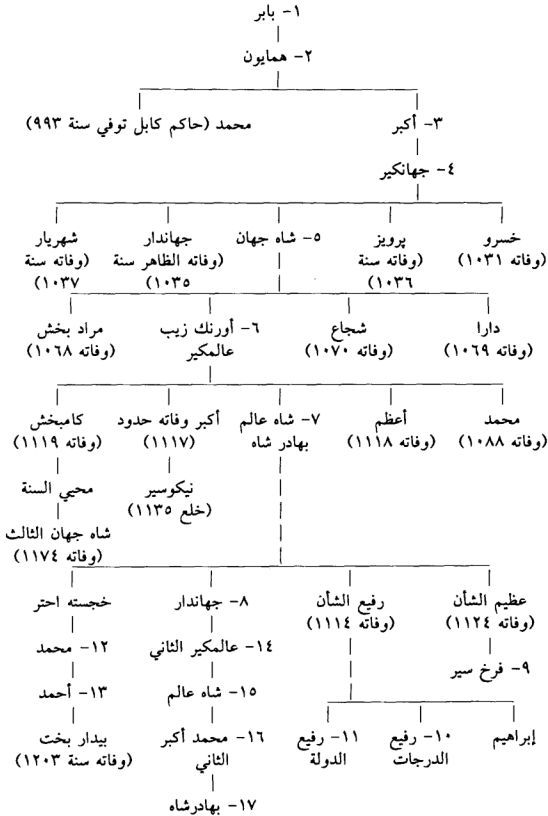 ١- بابر
٢- همايون
٣- أكبر
محمد (حاكم كابل توفي سنة ٩٩٣)
٤- جهانكير
خسرو
(وفاته ١٠٣١)
پرويز
(وفاته سنة
١٠٣٦)
٥- شاه جهان
جهاندار
(وفاته الظاهر سنة
١٠٣٥)
شهريار
(وفاته سنة
١٠٣٧)
دارا
(وفاته ١٠٦٩)
شجاع
(وفاته ١٠٧٠)
٦- أورنك زيب
عالمكير
مراد بخش
(وفاته ١٠٦٨)
محمد
(وفاته ١٠٨٨)
أعظم
(وفاته ١١١٨)
٧- شاه عالم
بهادر شاه
أكبر وفاته حدود
(١١١٧)
كامبخش
(وفاته ١١١٩)
نيكوسير
(خلع ١١٣٥)
محيي السنة
شاه جهان الثالث
(وفاته ١١٧٤)
عظيم الشأن
(وفاته ١١٢٤)
رفيع الشأن
(وفاته ١١١٤)
٨- جهاندار
خجسته احتر
٩- فرخ سير
١٤- عالمكير الثاني
١٢- محمد
١٥- شاه عالم
١٣- أحمد
إبراهيم
١٠- رفيع
الدرجات
١١- رفيع
الدولة
١٦- محمد أكبر
الثاني
بيدار بخت
(وفاته سنة ١٢٠٣)
١٧- بهادرشاه